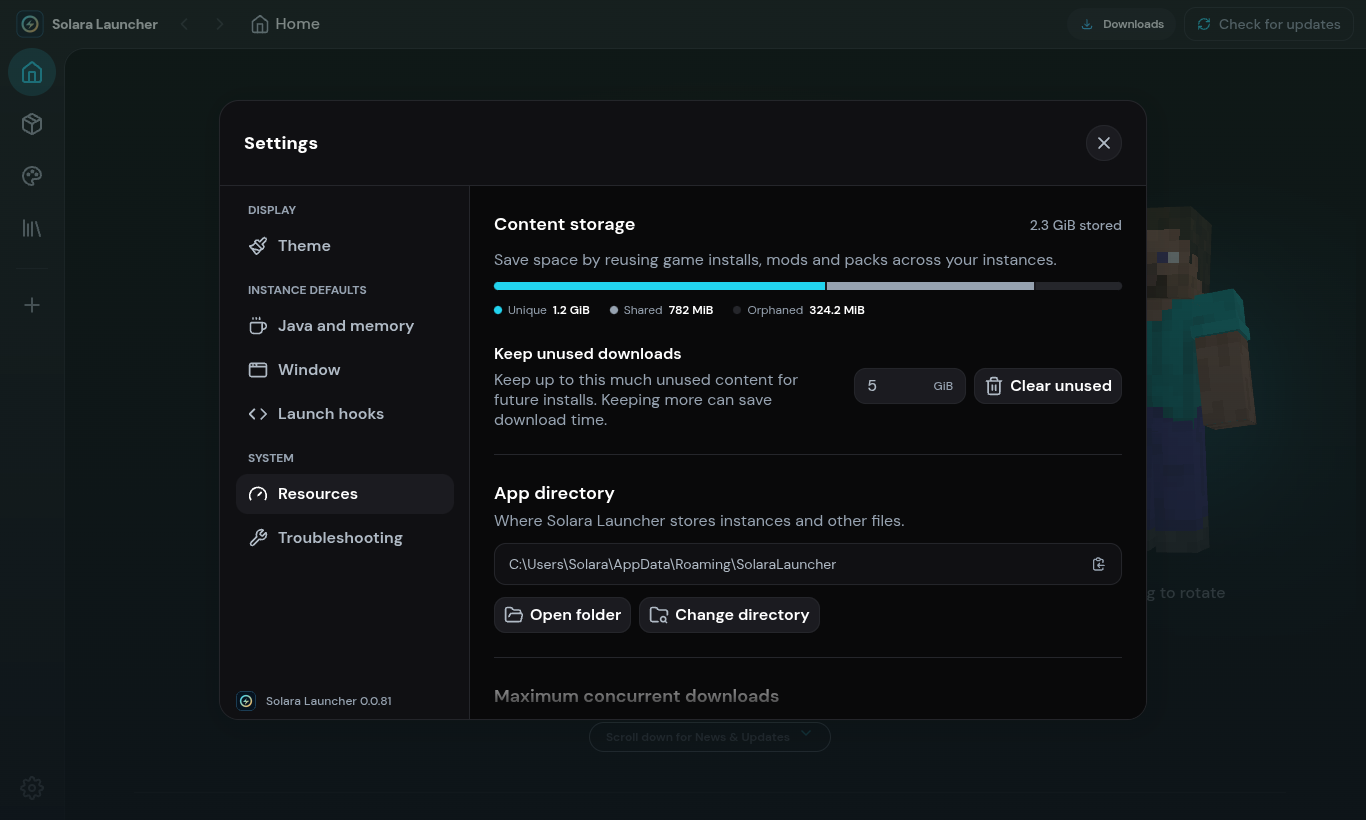 Solara Launcher
Home
Downloads
Check for updates
Settings
DISPLAY
Theme
INSTANCE DEFAULTS
Java and memory
Window
Launch hooks
SYSTEM
Resources
Troubleshooting
Solara Launcher 0.0.81
Content storage
2.3 GiB stored
Save space by reusing game installs, mods and packs across your instances.
Unique 1.2 GiB Shared 782 MiB Orphaned 324.2 MiB
Keep unused downloads
Keep up to this much unused content for
future installs. Keeping more can save
download time.
5 GiB
Clear unused
App directory
Where Solara Launcher stores instances and other files.
C:\Users\Solara\AppData\Roaming\SolaraLauncher
Open folder
Change directory
Maximum concurrent downloads
g to rotate
Scroll down for News & Updates